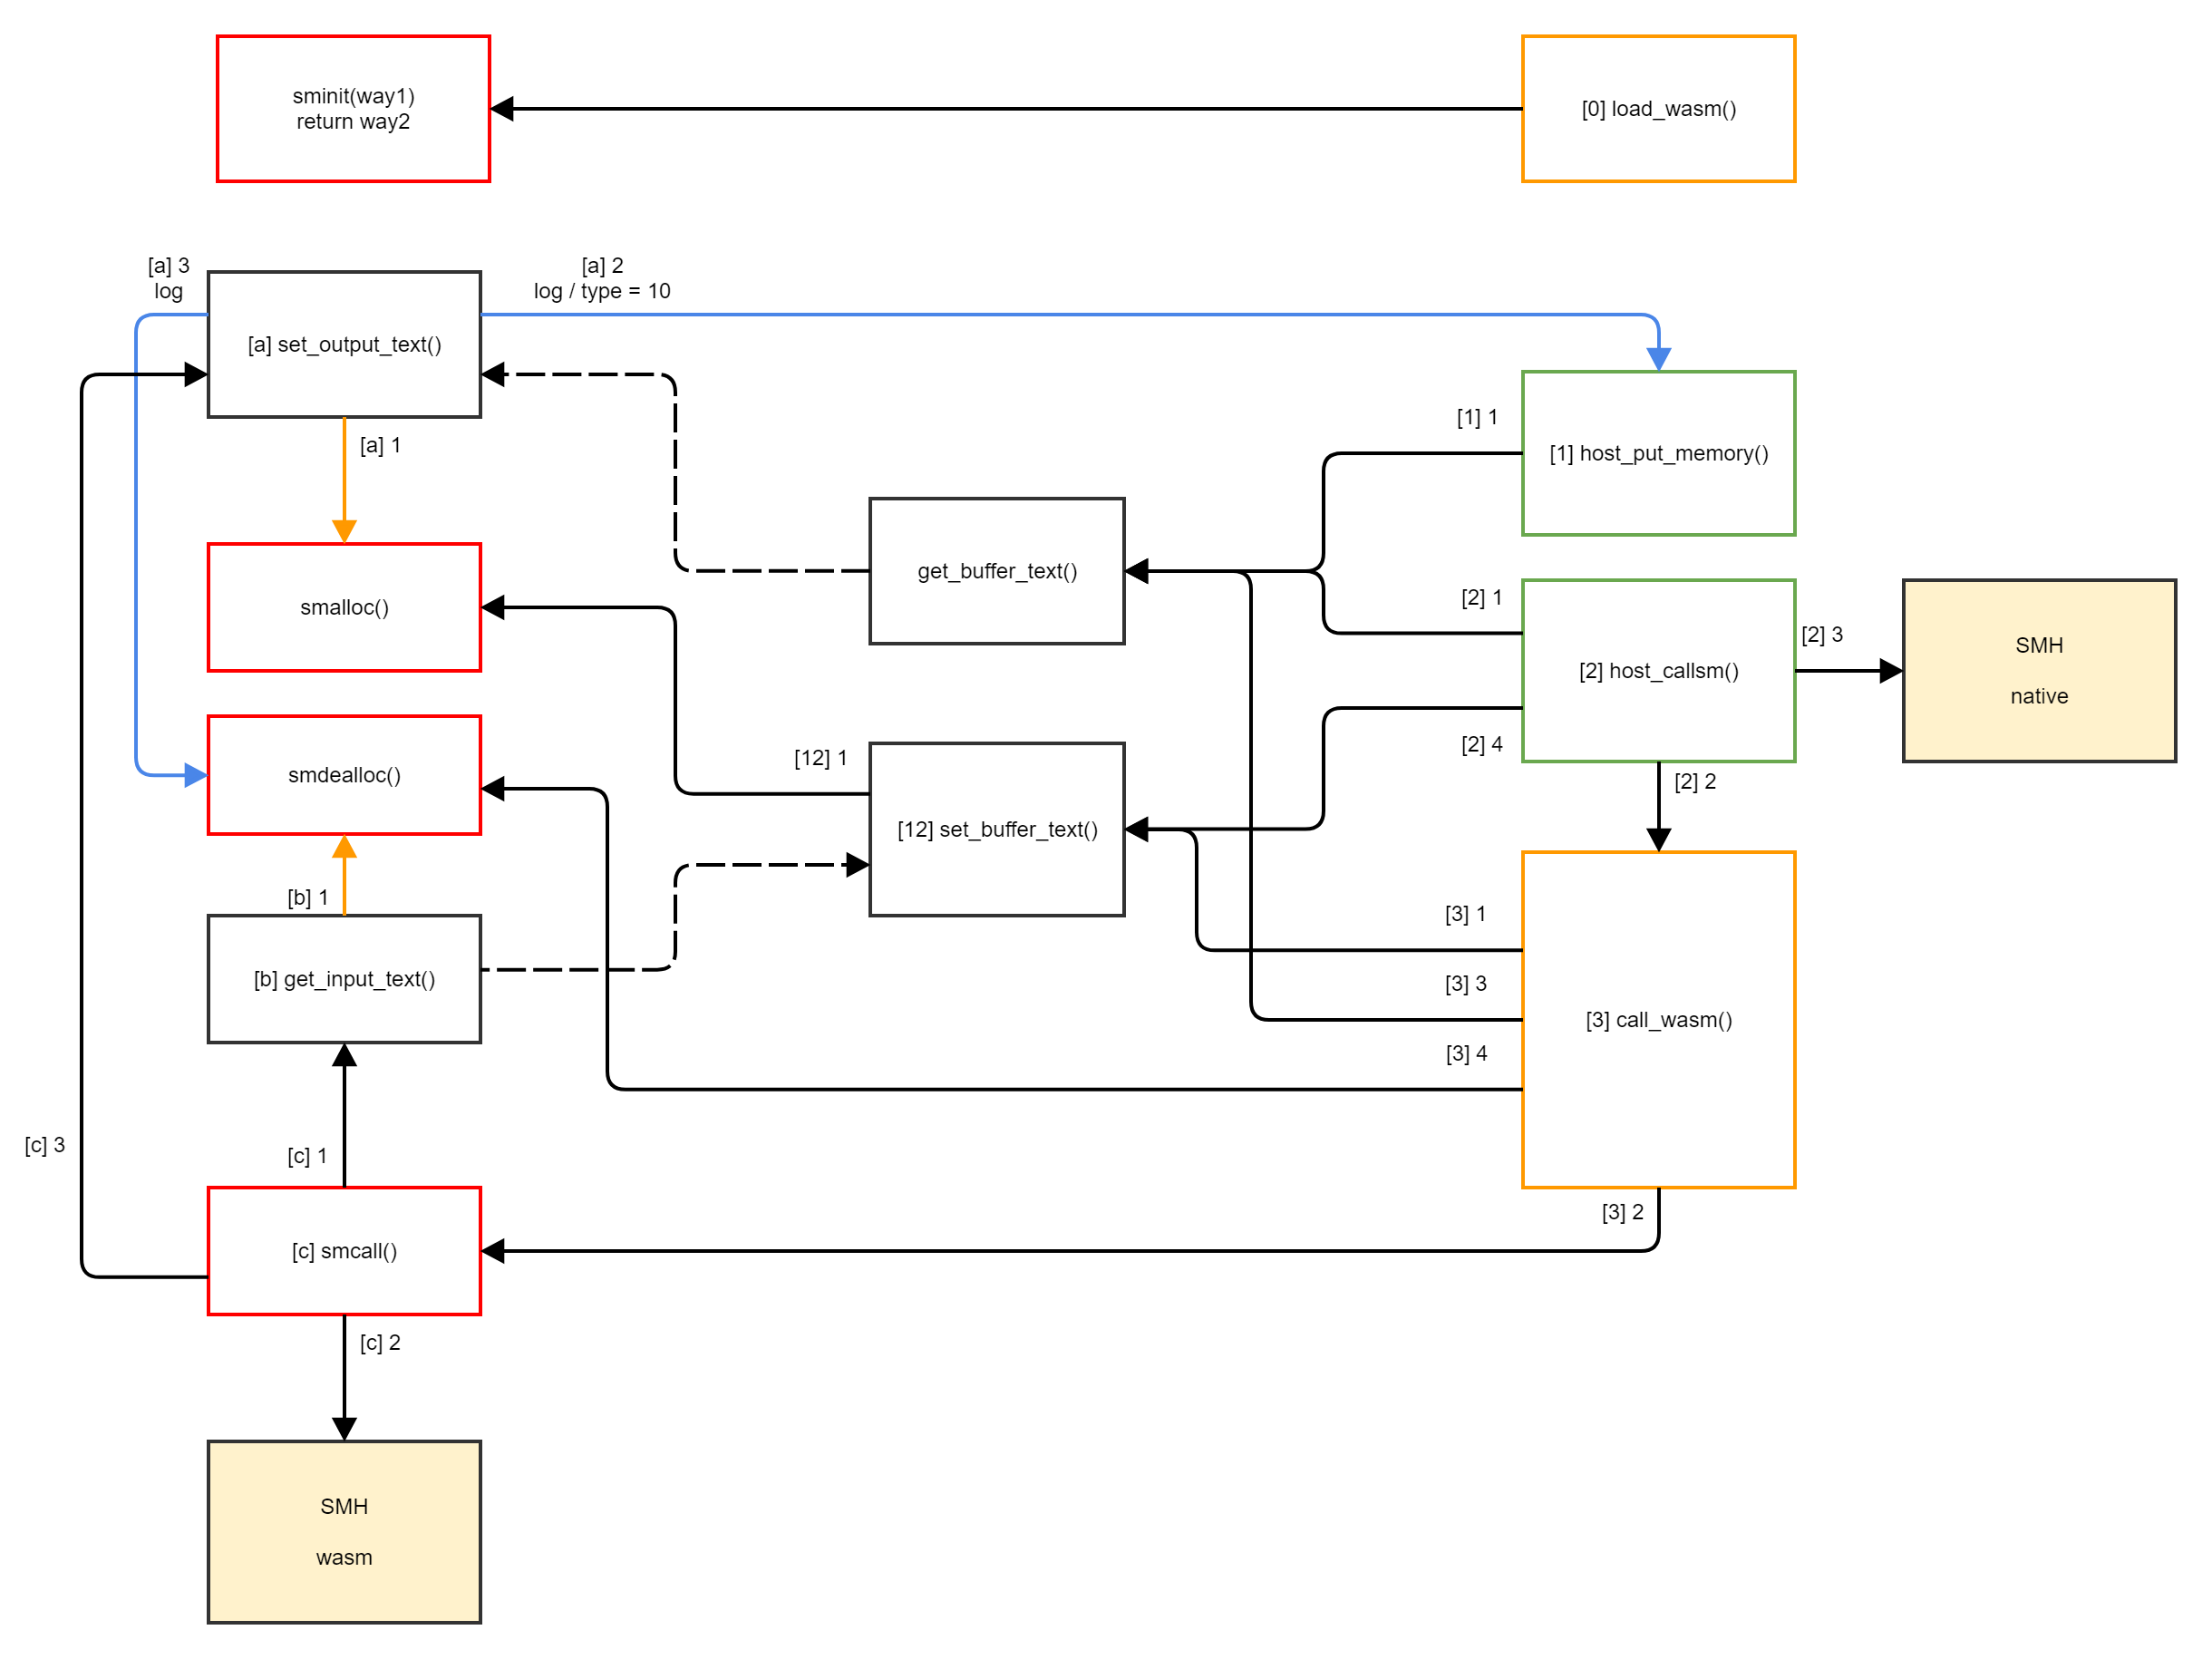 sminit(way1)
return way2
[0] load_wasm()
[a] 3
log
[a] 2
log / type = 10
[a] set_output_text()
[a] 1
[1] 1
[1] host_put_memory()
get_buffer_text()
smalloc()
[2] 1
[2] host_callsm()
[2] 3
SMH
native
[2] 4
[2] 2
smdealloc()
[12] 1
[12] set_buffer_text()
[b] 1
[b] get_input_text()
[3] 1
[3] 3
[3] call_wasm()
[3] 4
[c] 3
[c] 1
[3] 2
[c] smcall()
[c] 2
SMH
wasm